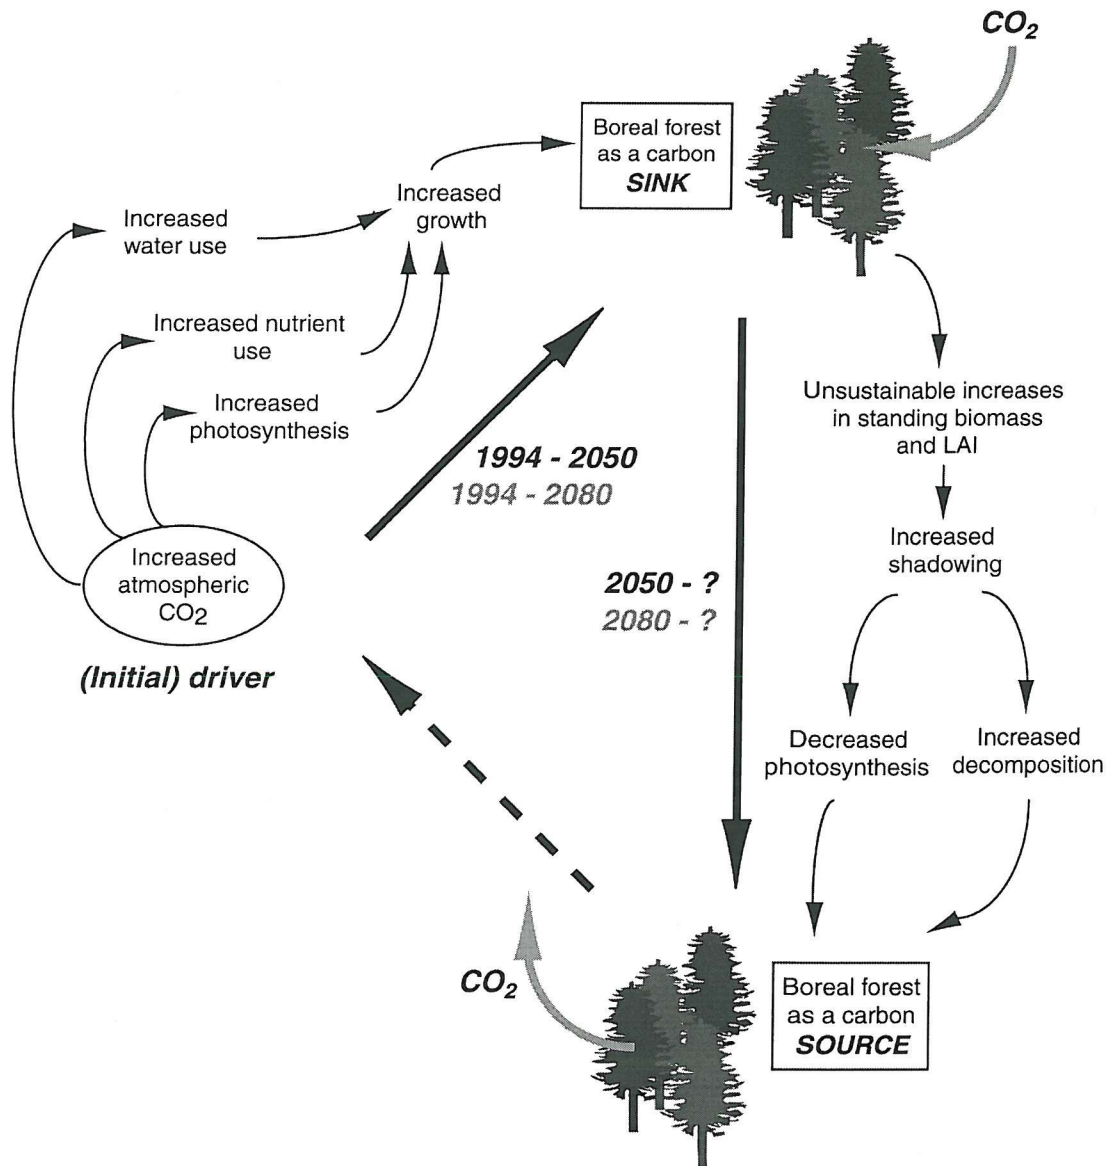 CO2
Boreal forest
as a carbon
SINK
Increased
growth
Increased
water use
Increased nutrient
use
Increased
photosynthesis
Increased
atmospheric
CO2
(Initial) driver
1994 - 2050
1994 - 2080
2050 - ?
2080 - ?
Unsustainable increases
in standing biomass
and LAI
Increased
shadowing
Decreased
photosynthesis
Increased
decomposition
CO2
Boreal forest
as a carbon
SOURCE